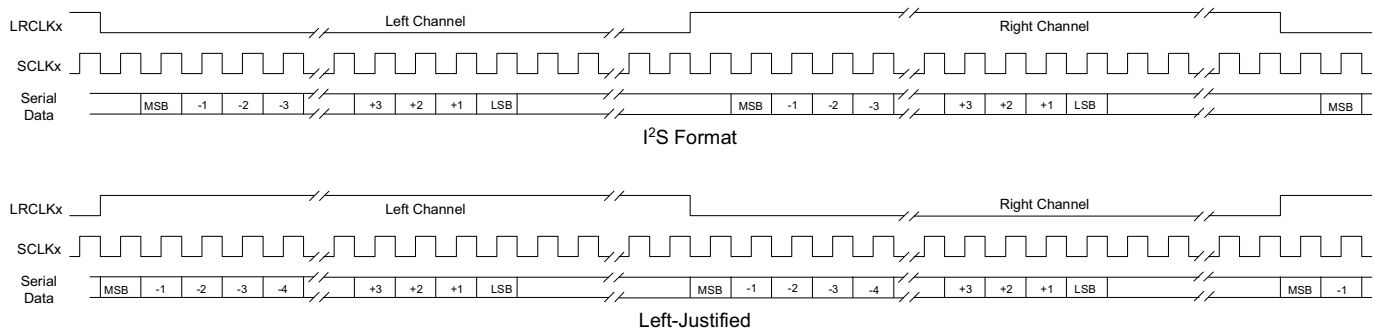 LRCLKx Left Channel Right Channel
SCLKx
Serial Data MSB -1 -2 -3 +3 +2 +1 LSB MSB -1 -2 -3 +3 +2 +1 LSB MSB
I²S Format
LRCLKx Left Channel Right Channel
SCLKx
Serial Data MSB -1 -2 -3 -4 +3 +2 +1 LSB MSB -1 -2 -3 -4 +3 +2 +1 LSB MSB -1
Left-Justified